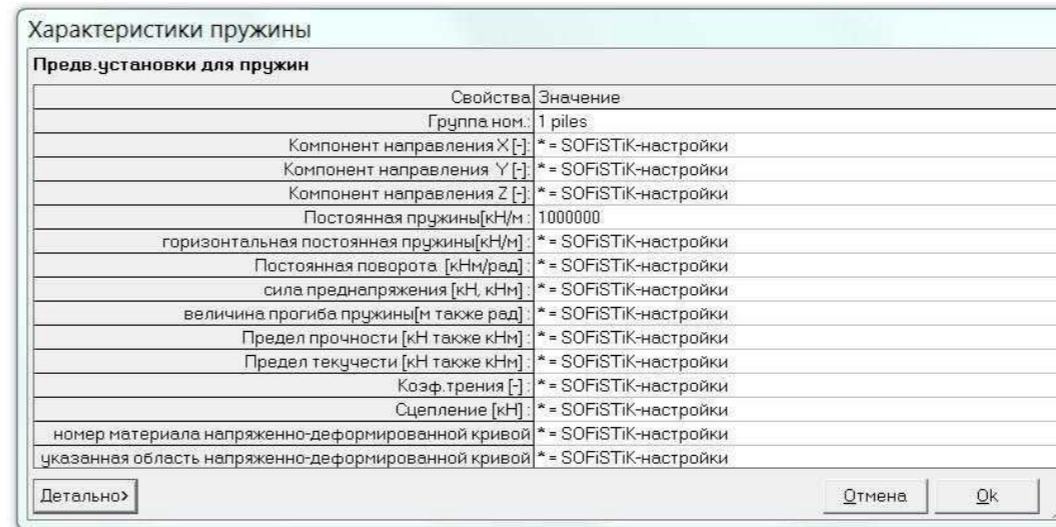 Характеристики пружины
Предв.установки для пружин
Свойства Значение
Группа ном.: 1 piles
Компонент направления X [-]: * = SOFiSTiK-настройки
Компонент направления Y [-]: * = SOFiSTiK-настройки
Компонент направления Z [-]: * = SOFiSTiK-настройки
Постоянная пружины[кН/м : 1000000
горизонтальная постоянная пружины[кН/м] : * = SOFiSTiK-настройки
Постоянная поворота [кНм/рад] : * = SOFiSTiK-настройки
сила преднапряжения [кН, кНм] : * = SOFiSTiK-настройки
величина прогиба пружины[м также рад] : * = SOFiSTiK-настройки
Предел прочности [кН также кНм] : * = SOFiSTiK-настройки
Предел текучести [кН также кНм] : * = SOFiSTiK-настройки
Коэф.трения [-] : * = SOFiSTiK-настройки
Сцепление [кН] : * = SOFiSTiK-настройки
номер материала напряженно-деформированной кривой * = SOFiSTiK-настройки
указанная область напряженно-деформированной кривой * = SOFiSTiK-настройки
Детально> Отмена Ok